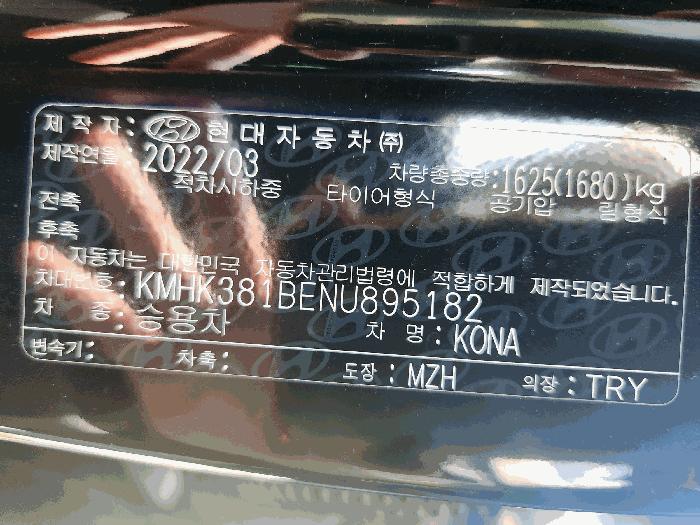 제작자: 현대자동차(주)
제작연월: 2022/03 차량총중량: 1625(1680)kg
적차시하중 타이어형식 공기압 림형식
전축
후축
이 자동차는 대한민국 자동차관리법령에 적합하게 제작되었습니다.
차대번호: KMHK381BENU895182
차 종: 승용차 차 명: KONA
변속기: 차축: 도장: MZH 의장: TRY